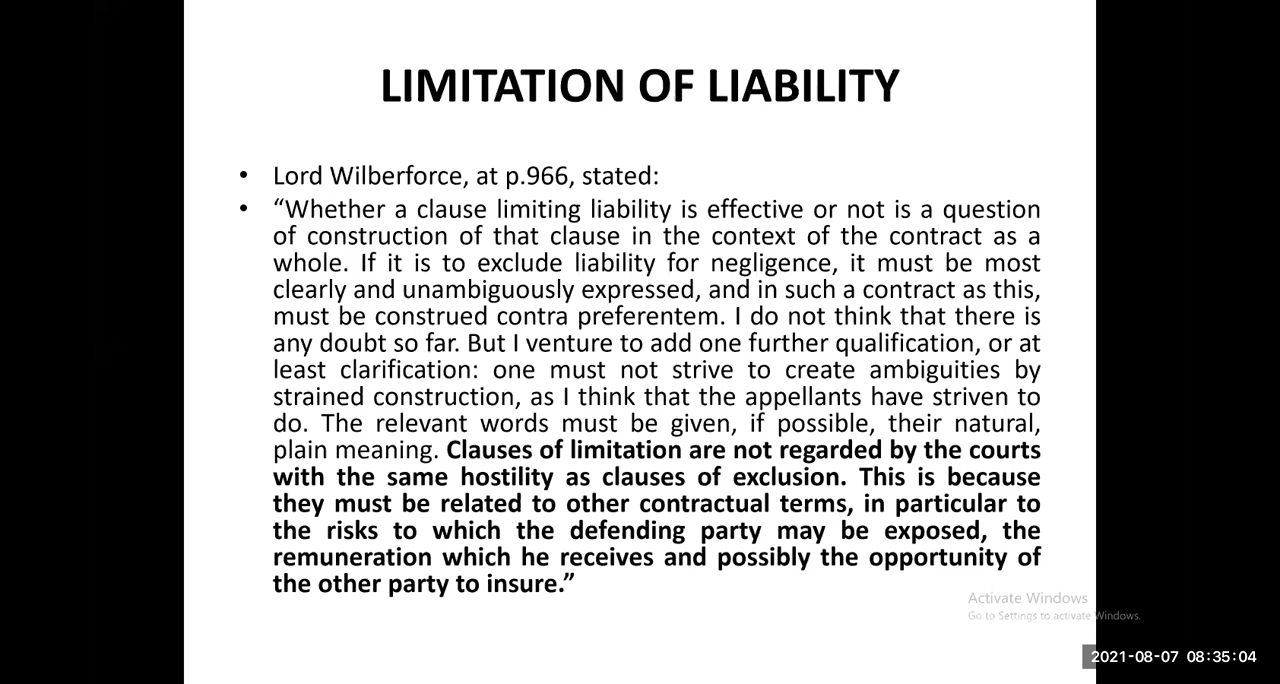 LIMITATION OF LIABILITY
• Lord Wilberforce, at p.966, stated:
• “Whether a clause limiting liability is effective or not is a question
of construction of that clause in the context of the contract as a
whole. If it is to exclude liability for negligence, it must be most
clearly and unambiguously expressed, and in such a contract as this,
must be construed contra preferentem. I do not think that there is
any doubt so far. But I venture to add one further qualification, or at
least clarification: one must not strive to create ambiguities by
strained construction, as I think that the appellants have striven to
do. The relevant words must be given, if possible, their natural,
plain meaning. Clauses of limitation are not regarded by the courts
with the same hostility as clauses of exclusion. This is because
they must be related to other contractual terms, in particular to
the risks to which the defending party may be exposed, the
remuneration which he receives and possibly the opportunity of
the other party to insure.”
Activate Windows
Go to Settings to activate Windows.
2021-08-07 08:35:04